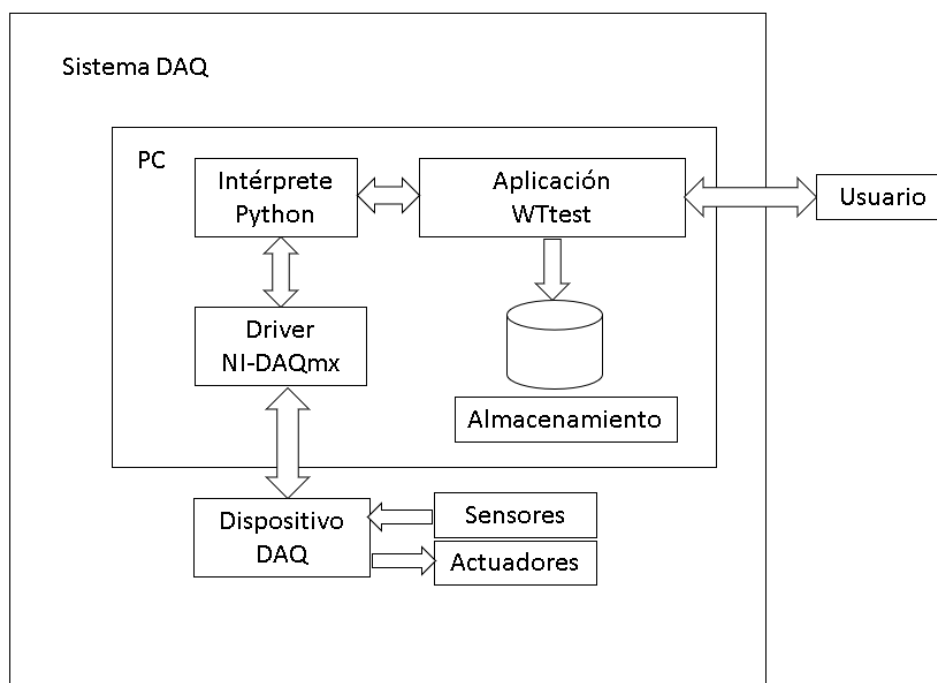 Sistema DAQ
PC
Intérprete
Python
Aplicación
WTtest
Usuario
Driver
NI-DAQmx
Almacenamiento
Dispositivo
DAQ
Sensores
Actuadores